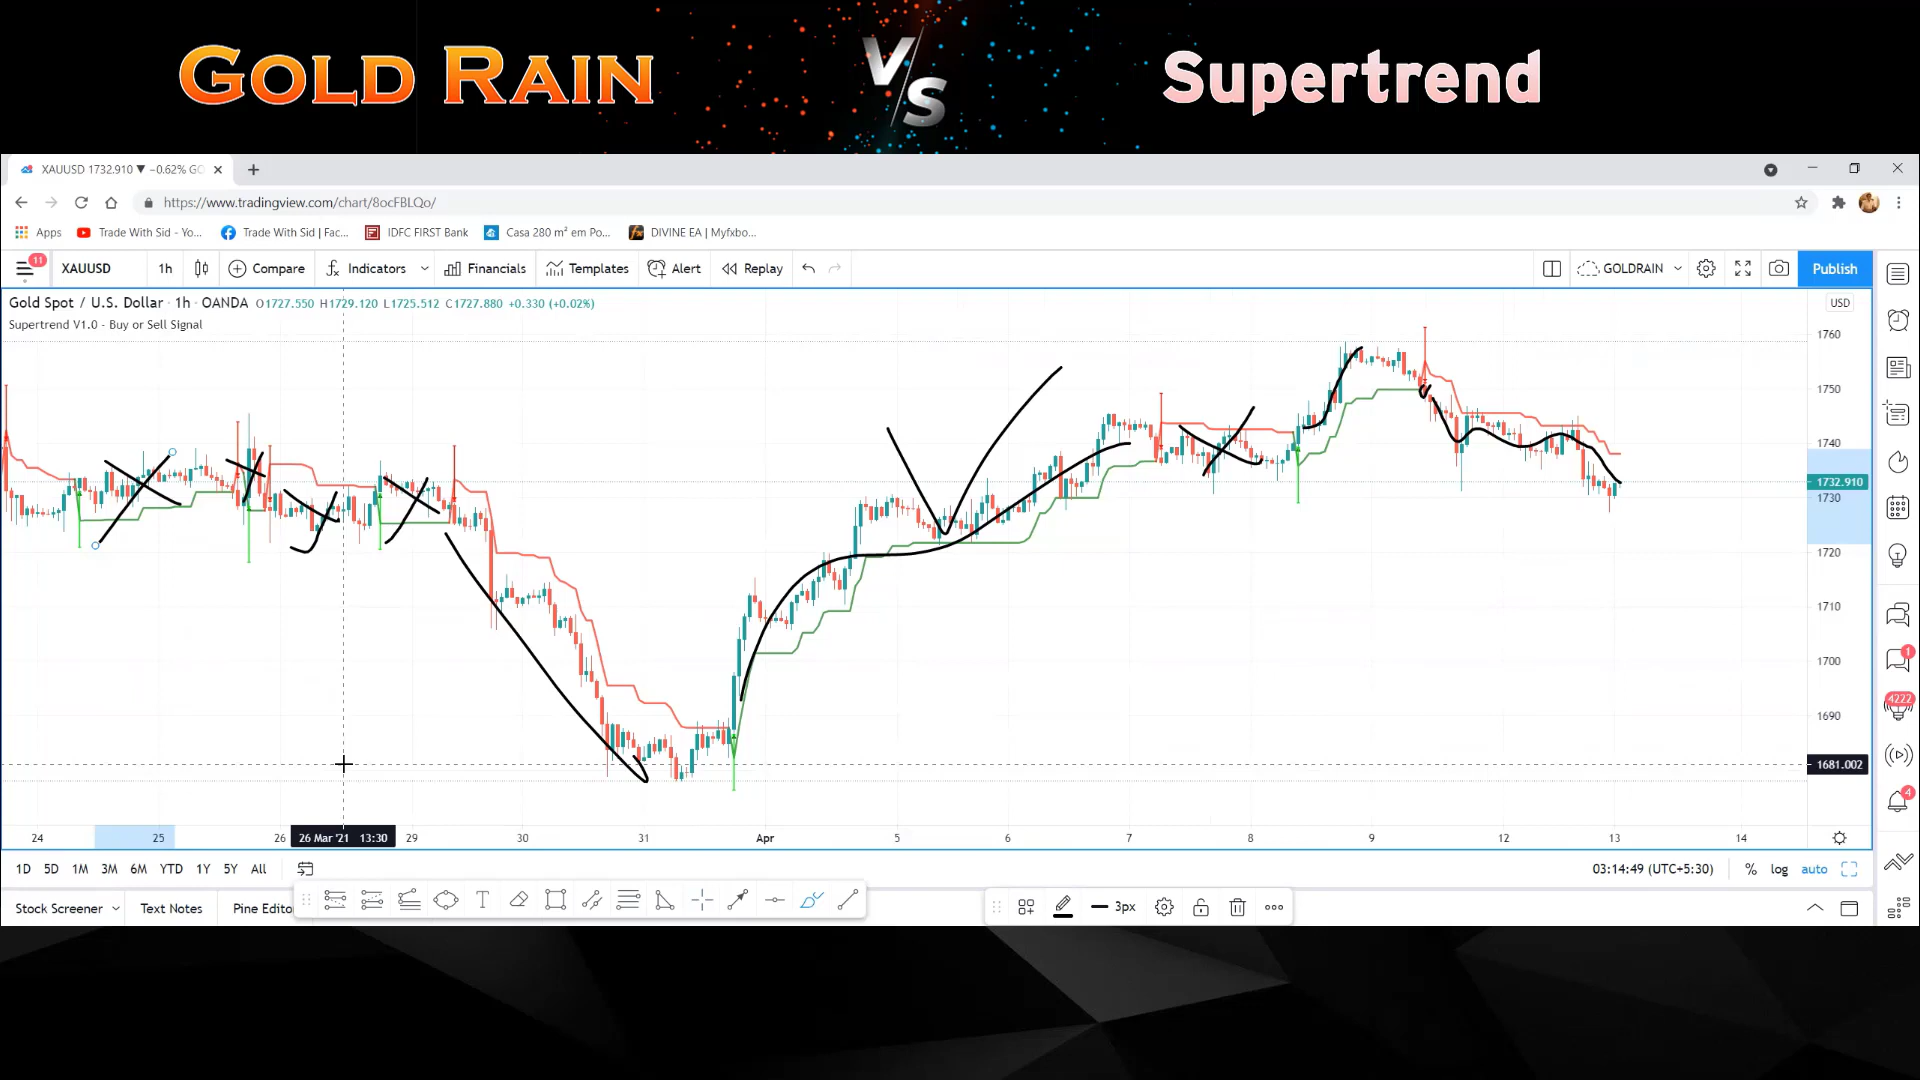 GOLD RAIN
VS
Supertrend
XAUUSD 1732.910 ▼ −0.62% GO
https://www.tradingview.com/chart/8ocFBLQo/
Apps
Trade With Sid - Yo...
Trade With Sid | Fac...
IDFC FIRST Bank
Casa 280 m² em Po...
DIVINE EA | Myfxbo...
11
XAUUSD
1h
Compare
Indicators
Financials
Templates
Alert
Replay
GOLDRAIN
Publish
Gold Spot / U.S. Dollar · 1h · OANDA O1727.550 H1729.120 L1725.512 C1727.880 +0.330 (+0.02%)
USD
Supertrend V1.0 - Buy or Sell Signal
1760
1750
1740
1732.910
1730
1720
1710
1700
1690
1681.002
1
4222
4
24
25
26
26 Mar '21 13:30
29
30
31
Apr
5
6
7
8
9
12
13
14
1D
5D
1M
3M
6M
YTD
1Y
5Y
All
03:14:49 (UTC+5:30)
%
log
auto
Stock Screener
Text Notes
Pine Edito
T
3px